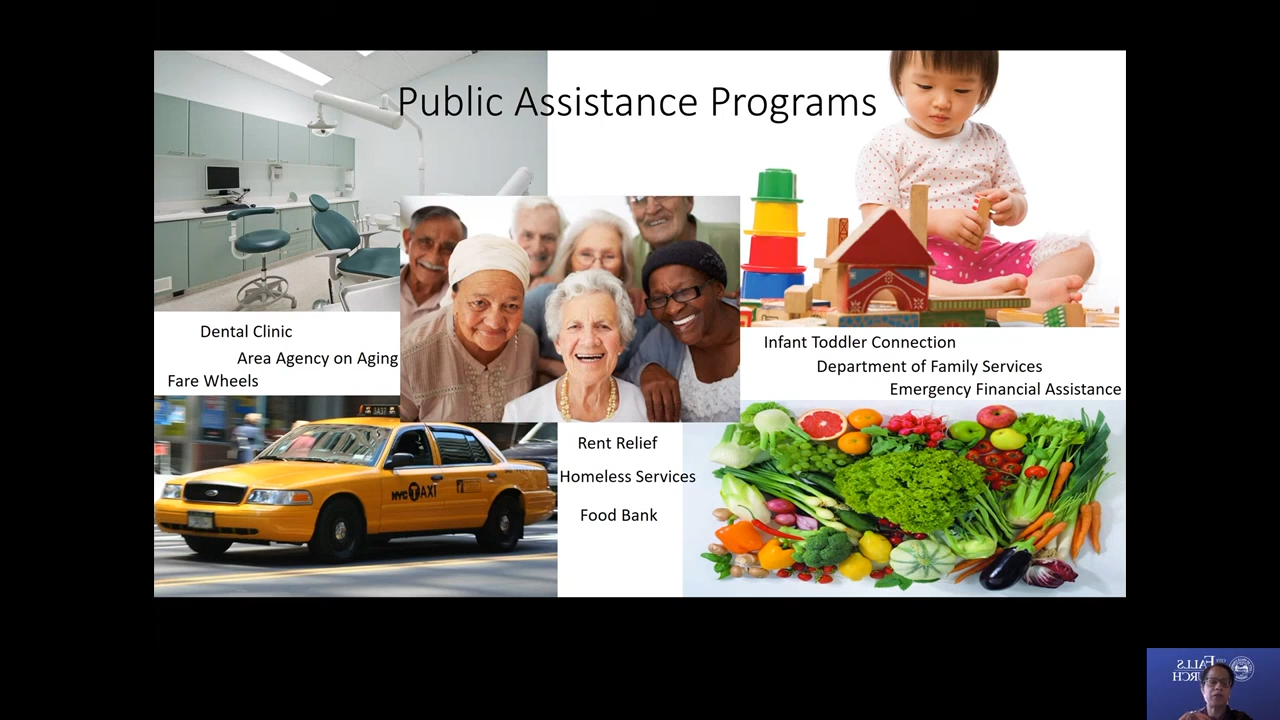 Public Assistance Programs
Dental Clinic
Area Agency on Aging
Fare Wheels
Infant Toddler Connection
Department of Family Services
Emergency Financial Assistance
Rent Relief
Homeless Services
Food Bank
NYC TAXI
FALLS